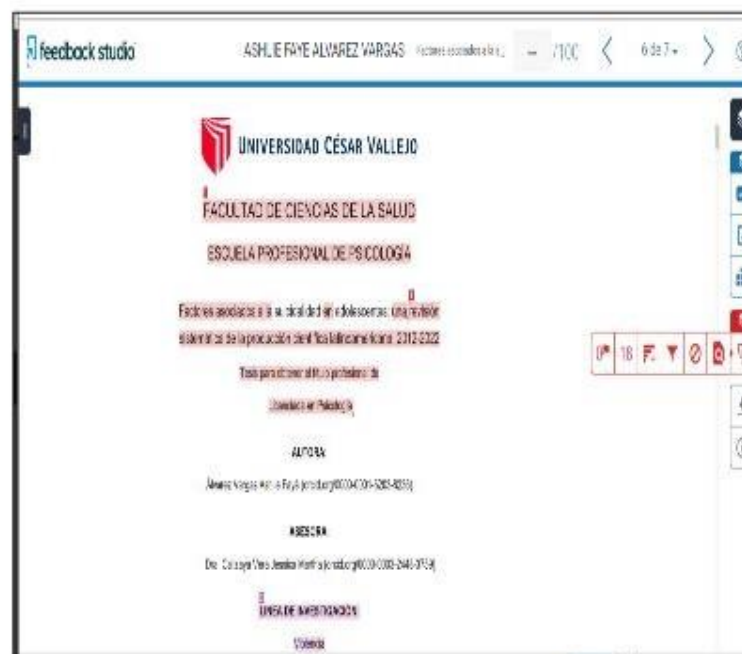 feedback studio
ASHLIE FAYE ALVAREZ VARGAS
/100
6 de 7
UNIVERSIDAD CÉSAR VALLEJO
FACULTAD DE CIENCIAS DE LA SALUD
ESCUELA PROFESIONAL DE PSICOLOGÍA
Factores asociados a la suicidalidad en adolescentes: una revisión
sistemática de la producción científica latinoamericana, 2012-2022
Tesis para obtener el título profesional de
Licenciada en Psicología
AUTORA
18
ASESORA
LÍNEA DE INVESTIGACIÓN
Violencia